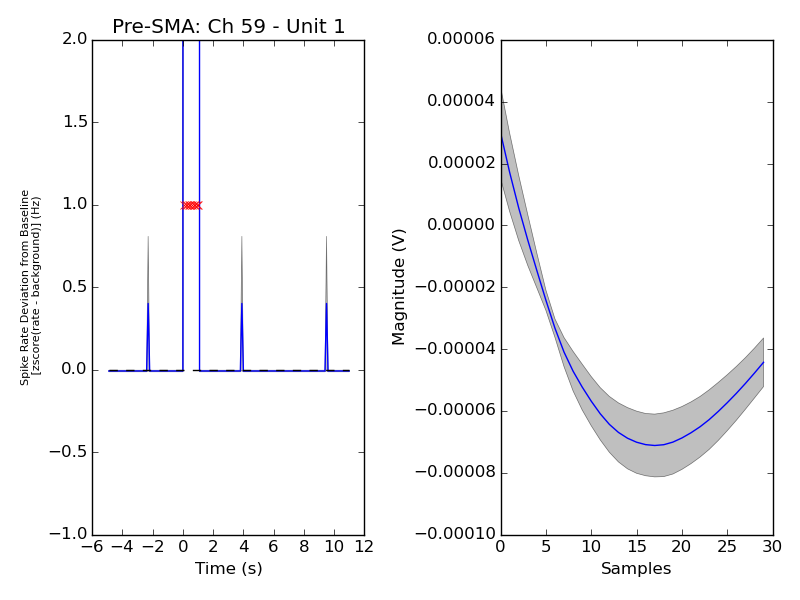 Pre-SMA: Ch 59 - Unit 1
Spike Rate Deviation from Baseline
[zscore(rate - background)] (Hz)
2.0
1.5
1.0
0.5
0.0
−0.5
−1.0
−6 −4 −2 0 2 4 6 8 10 12
Time (s)
Magnitude (V)
0.00006
0.00004
0.00002
0.00000
−0.00002
−0.00004
−0.00006
−0.00008
−0.00010
0 5 10 15 20 25 30
Samples